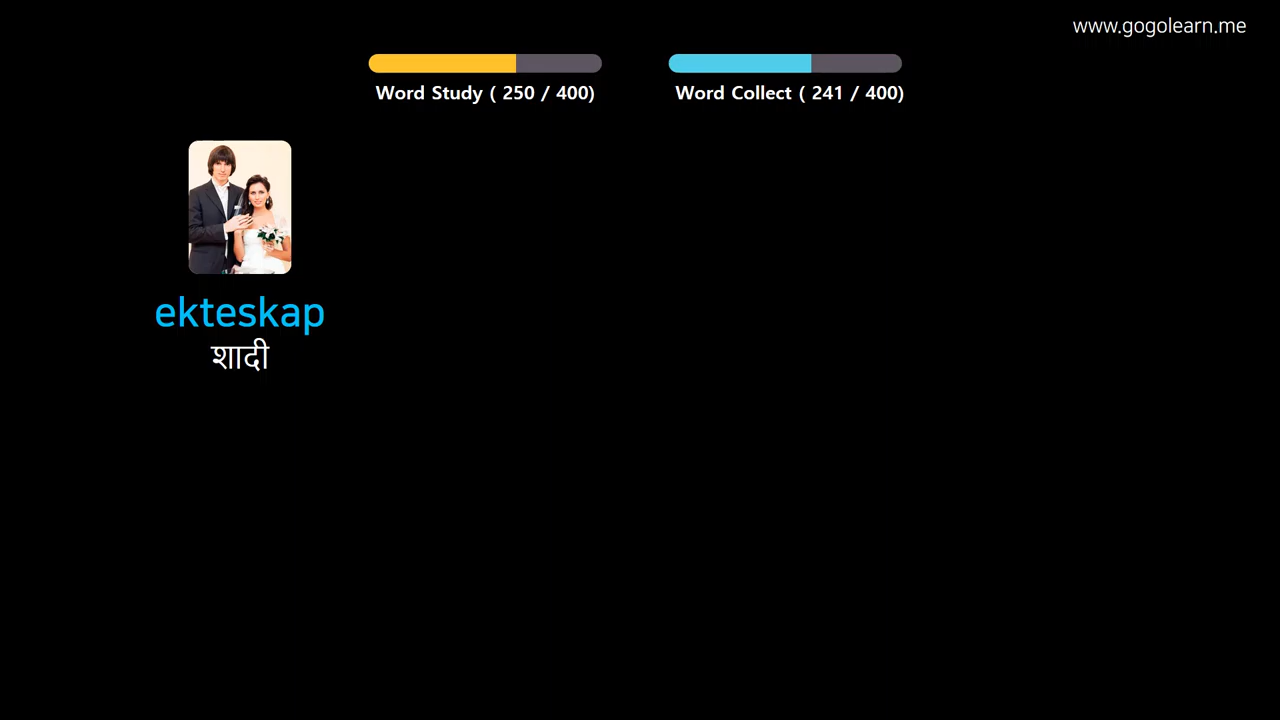 www.gogolearn.me
Word Study ( 250 / 400)
Word Collect ( 241 / 400)
ekteskap
शादी